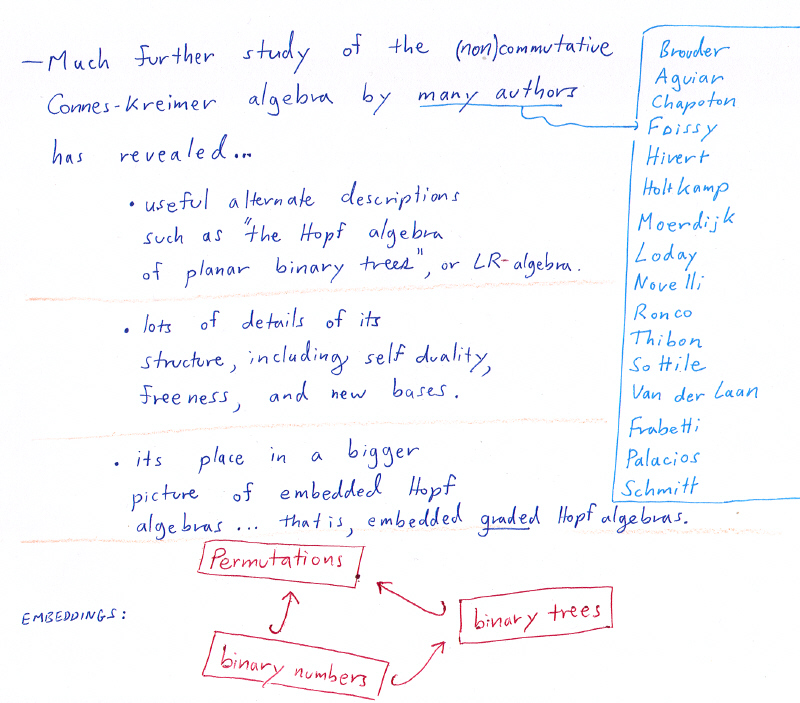 – Much further study of the (non)commutative
Connes-Kreimer algebra by many authors
has revealed...
• useful alternate descriptions
such as "the Hopf algebra
of planar binary trees", or LR-algebra.
• lots of details of its
structure, including self duality,
freeness, and new bases.
• its place in a bigger
picture of embedded Hopf
algebras ... that is, embedded graded Hopf algebras.
Brouder
Aguiar
Chapoton
Foissy
Hivert
Holtkamp
Moerdijk
Loday
Novelli
Ronco
Thibon
Sottile
Van der Laan
Frabetti
Palacios
Schmitt
Permutations
EMBEDDINGS:
binary trees
binary numbers